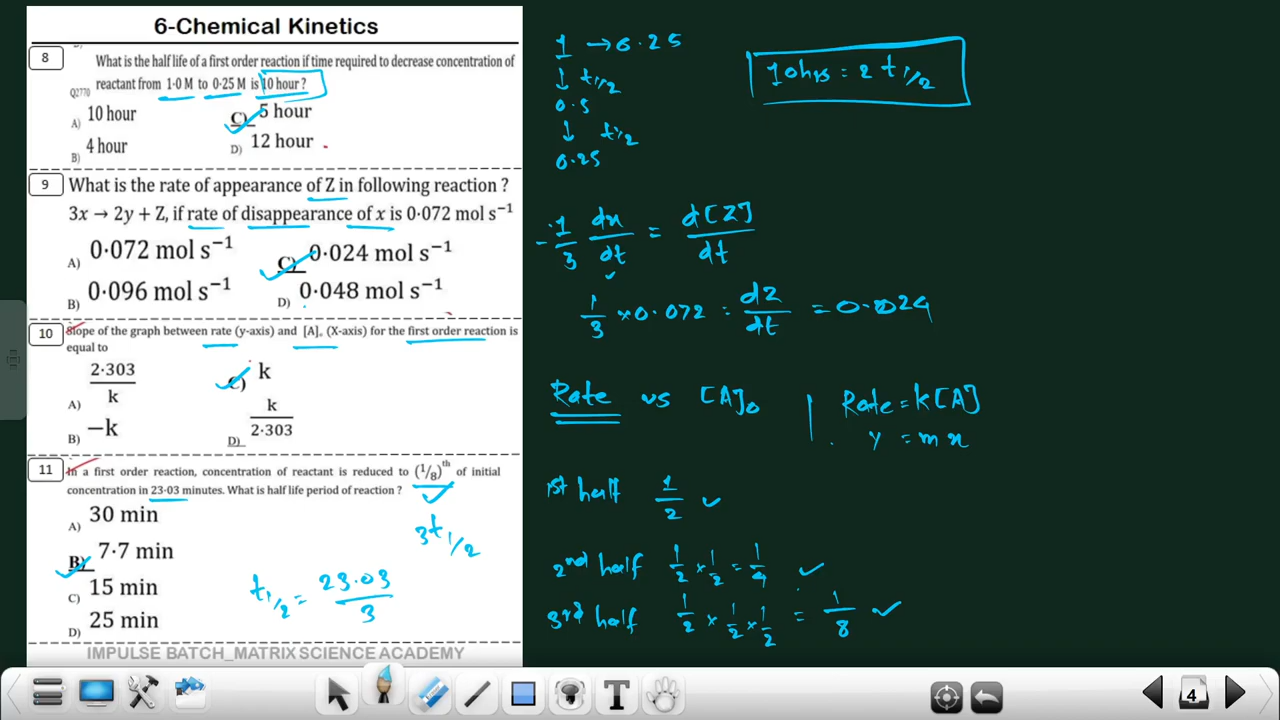 6-Chemical Kinetics
8
What is the half life of a first order reaction if time required to decrease concentration of
reactant from 1·0 M to 0·25 M is 10 hour ?
Q2770
A) 10 hour
C) 5 hour
B) 4 hour
D) 12 hour
9
What is the rate of appearance of Z in following reaction ?
3x → 2y + Z, if rate of disappearance of x is 0·072 mol s⁻¹
A) 0·072 mol s⁻¹
C) 0·024 mol s⁻¹
B) 0·096 mol s⁻¹
D) 0·048 mol s⁻¹
10
Slope of the graph between rate (y-axis) and [A]ₒ (X-axis) for the first order reaction is
equal to
A) 2·303/k
C) k
B) −k
D) k/2·303
11
In a first order reaction, concentration of reactant is reduced to (1/8)th of initial
concentration in 23·03 minutes. What is half life period of reaction ?
A) 30 min
B) 7·7 min
C) 15 min
D) 25 min
3t1/2
t1/2 = 23.03/3
IMPULSE BATCH_MATRIX SCIENCE ACADEMY
1 → 0.25
↓ t1/2
0.5
↓ t1/2
0.25
10hrs = 2 t1/2
-1/3 dx/dt = d[Z]/dt
1/3 × 0.072 = dz/dt = 0.024
Rate vs [A]₀
Rate = k[A]
y = mx
1st half 1/2
2nd half 1/2 × 1/2 = 1/4
3rd half 1/2 × 1/2 × 1/2 = 1/8
T
4